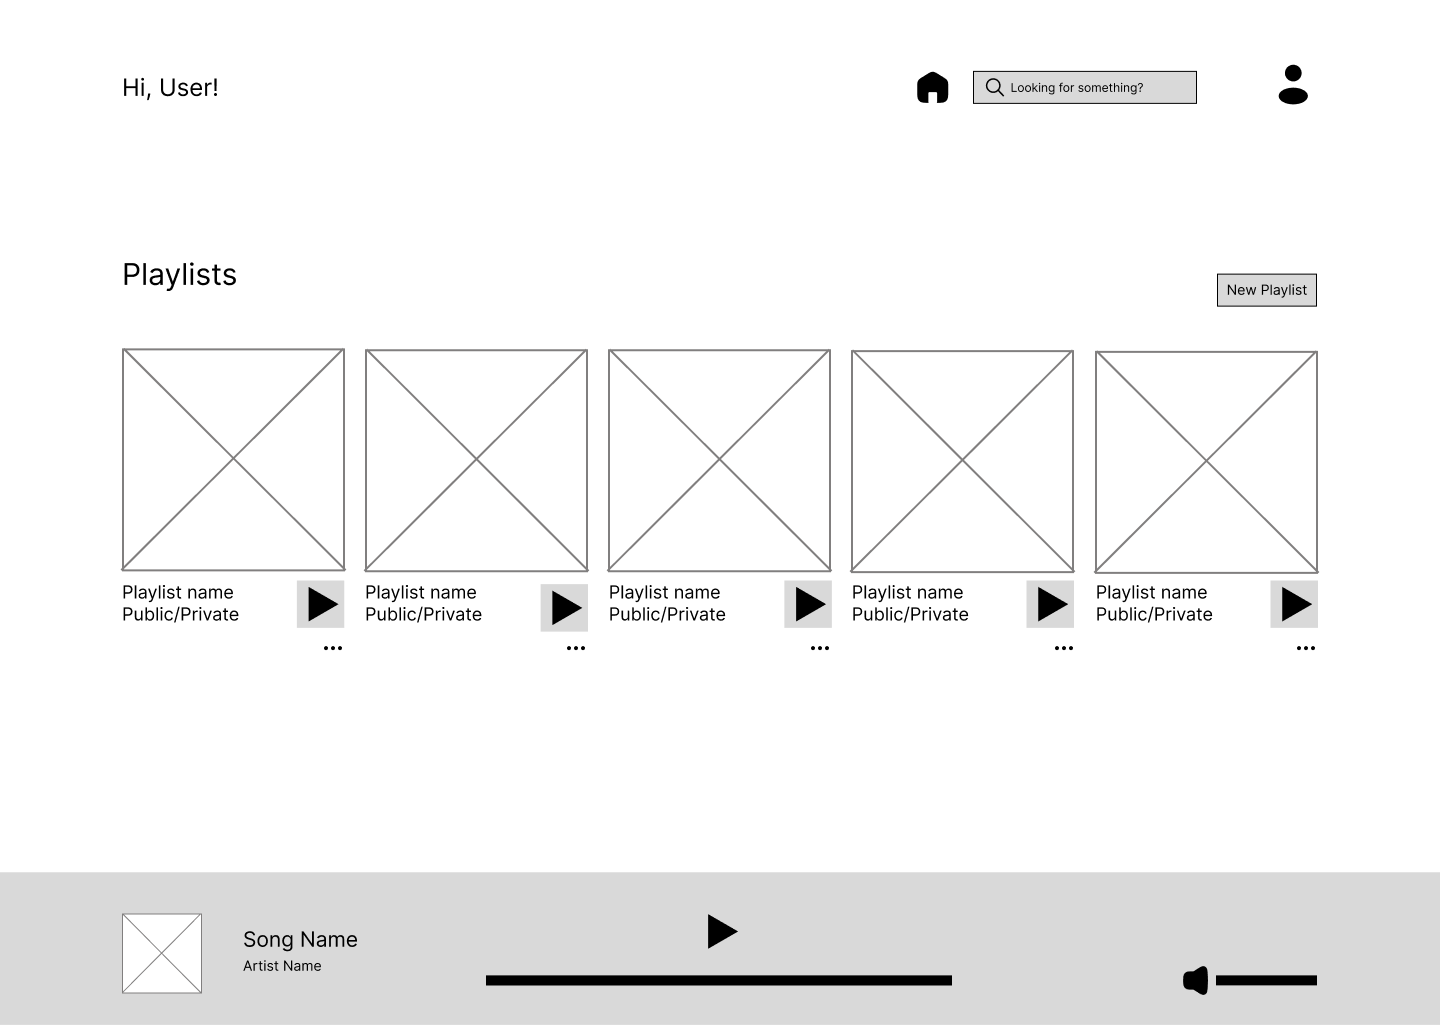 Hi, User!
Looking for something?
Playlists
New Playlist
Playlist name
Public/Private
Playlist name
Public/Private
Playlist name
Public/Private
Playlist name
Public/Private
Playlist name
Public/Private
Song Name
Artist Name